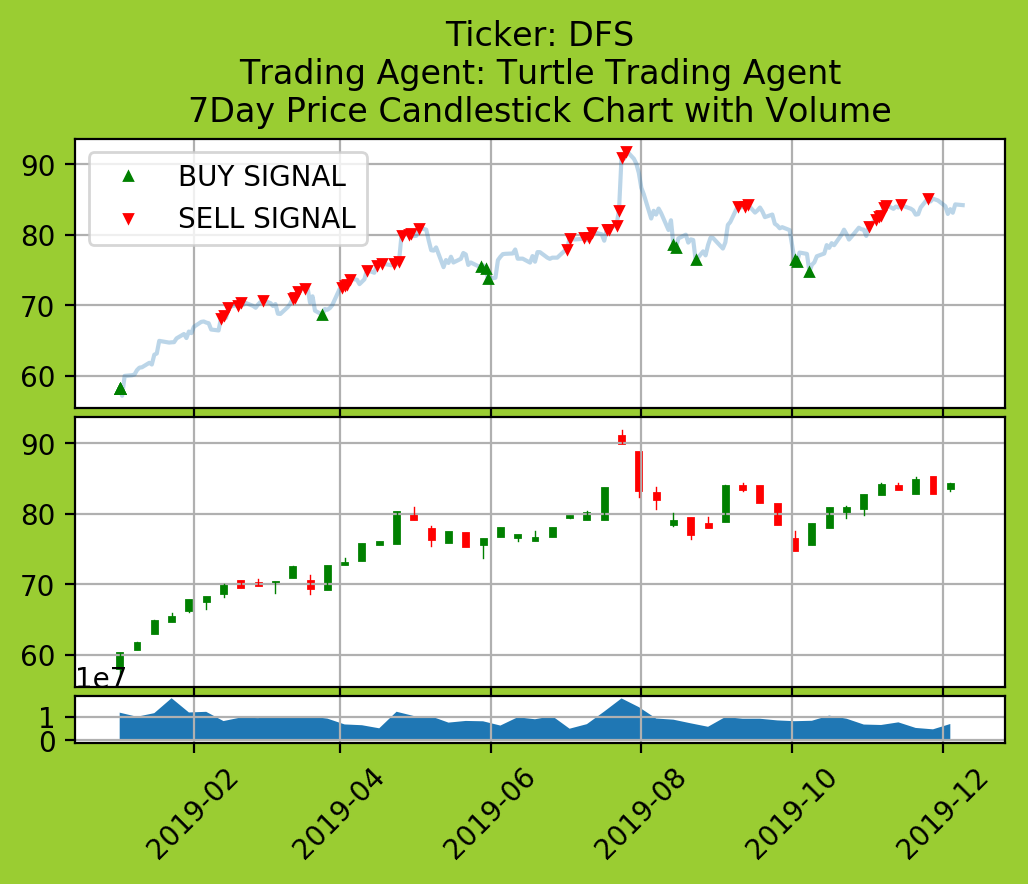 Ticker: DFS
Trading Agent: Turtle Trading Agent
7Day Price Candlestick Chart with Volume
90
80
70
60
BUY SIGNAL
SELL SIGNAL
90
80
70
60
1e7
1
0
2019-02
2019-04
2019-06
2019-08
2019-10
2019-12